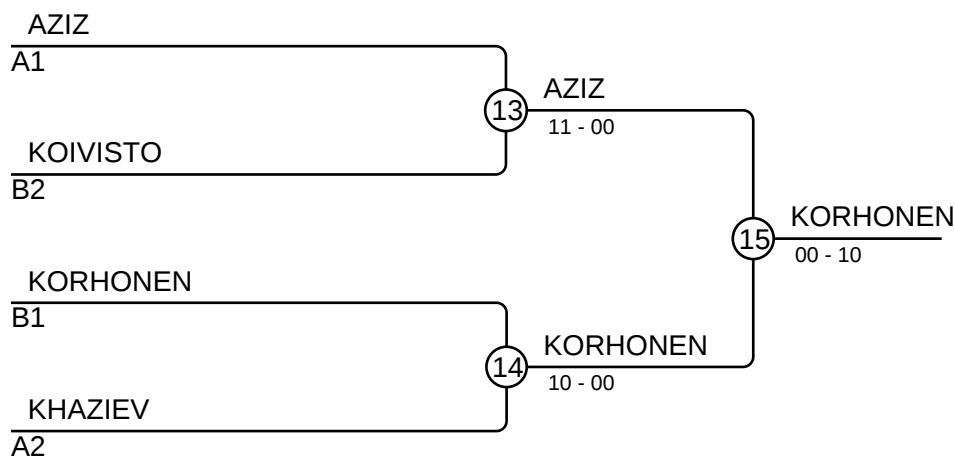 AZIZ
A1
13
AZIZ
11 - 00
KOIVISTO
B2
15
KORHONEN
00 - 10
KORHONEN
B1
14
KORHONEN
10 - 00
KHAZIEV
A2